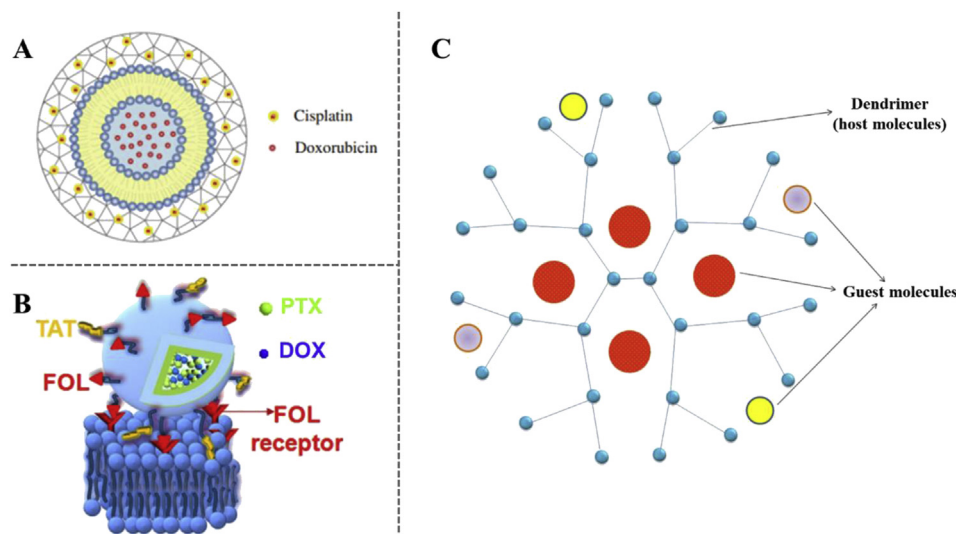 A
Cisplatin
Doxorubicin
B
TAT
FOL
PTX
DOX
FOL
receptor
C
Dendrimer
(host molecules)
Guest molecules